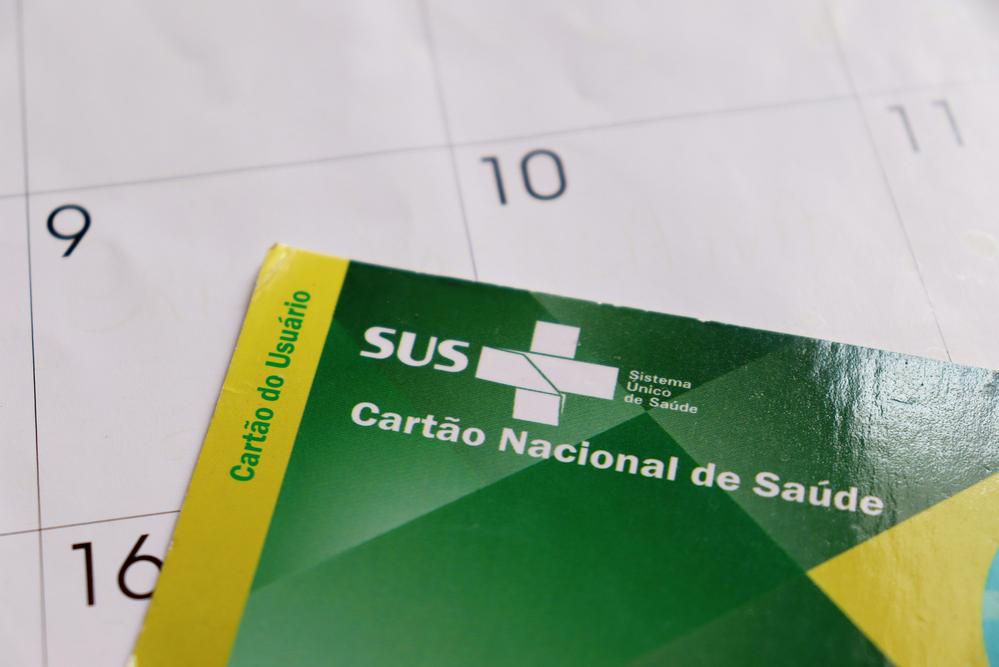 9
10
11
16
Cartão do Usuário
SUS
Sistema
Único
de Saúde
Cartão Nacional de Saúde